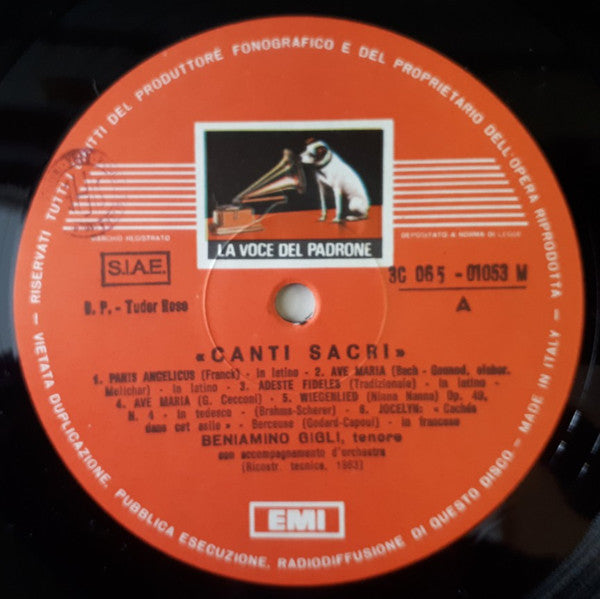 RISERVATI TUTTI I DIRITTI DEL PRODUTTORE FONOGRAFICO E DEL PROPRIETARIO DELL'OPERA RIPRODOTTA
LA VOCE DEL PADRONE
MARCHIO REGISTRATO
DEPOSITATO A NORMA DI LEGGE
S.I.A.E.
3C 065 - 01053 M
D. P. - Tudor Rose
A
«CANTI SACRI»
1. PANIS ANGELICUS (Franck) - in latino - 2. AVE MARIA (Bach - Gounod, elabor.
Melichar) - in latino - 3. ADESTE FIDELES (Tradizionale) - in latino -
4. AVE MARIA (G. Cecconi) - 5. WIEGENLIED (Ninna Nanna) Op. 49,
N. 4 - in tedesco - (Brahms-Scherer) - 6. JOCELYN: «Cachés
dans cet asile» - Berceuse (Godard-Capoul) - in francese
BENIAMINO GIGLI, tenore
con accompagnamento d'orchestra
(Ricostr. tecnica, 1983)
EMI
— VIETATA DUPLICAZIONE, PUBBLICA ESECUZIONE, RADIODIFFUSIONE DI QUESTO DISCO — MADE IN ITALY —